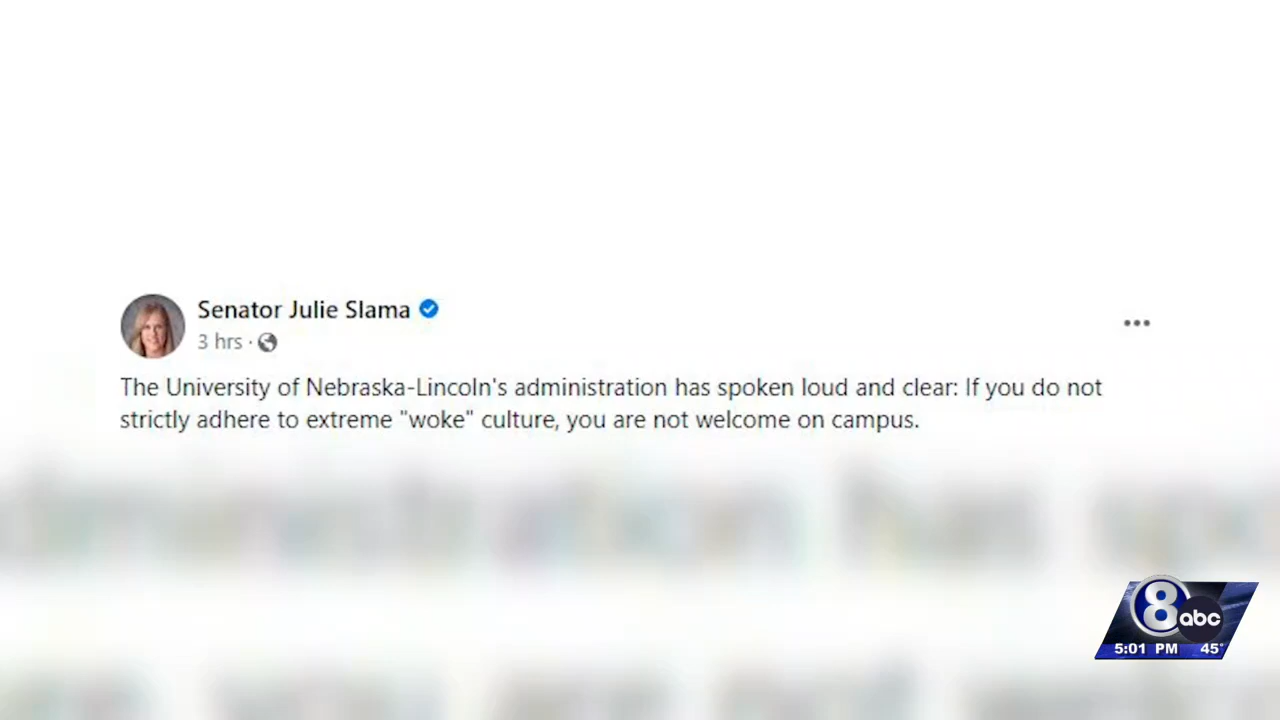 Senator Julie Slama
3 hrs ·
The University of Nebraska-Lincoln's administration has spoken loud and clear: If you do not
strictly adhere to extreme "woke" culture, you are not welcome on campus.
8 abc
5:01 PM 45°